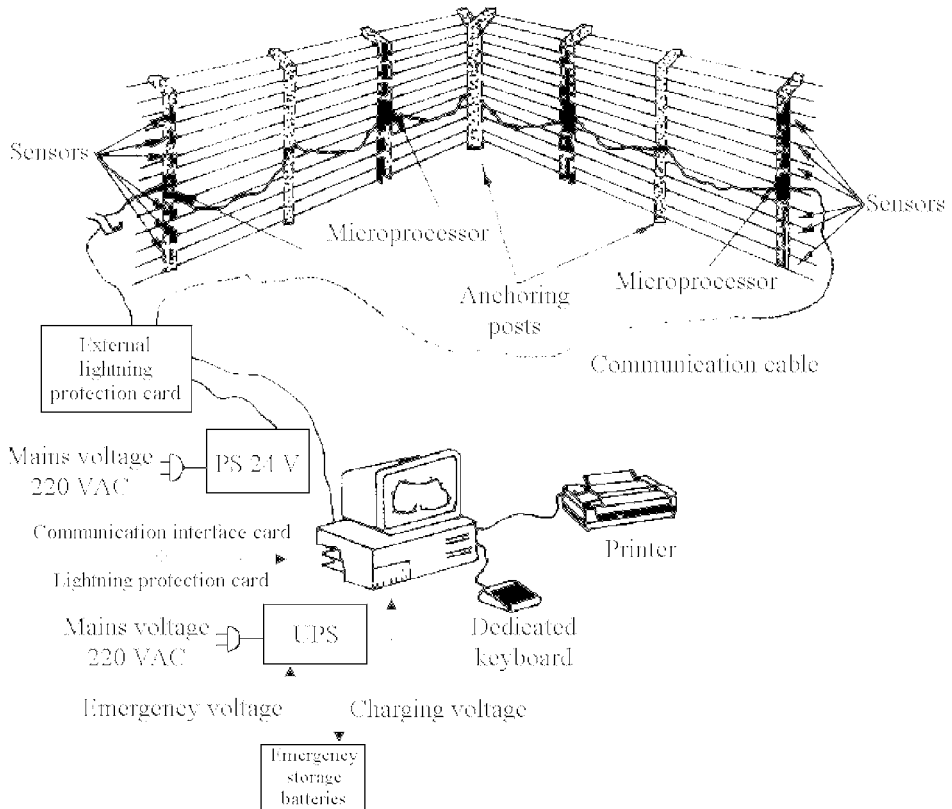 Sensors
Microprocessor
Anchoring
posts
Microprocessor
Sensors
Communication cable
External
lightning
protection card
Mains voltage
220 VAC
PS 24 V
Communication interface card
+
Lightning protection card
Printer
Dedicated
keyboard
Mains voltage
220 VAC
UPS
Emergency voltage
Charging voltage
Emergency
storage
batteries